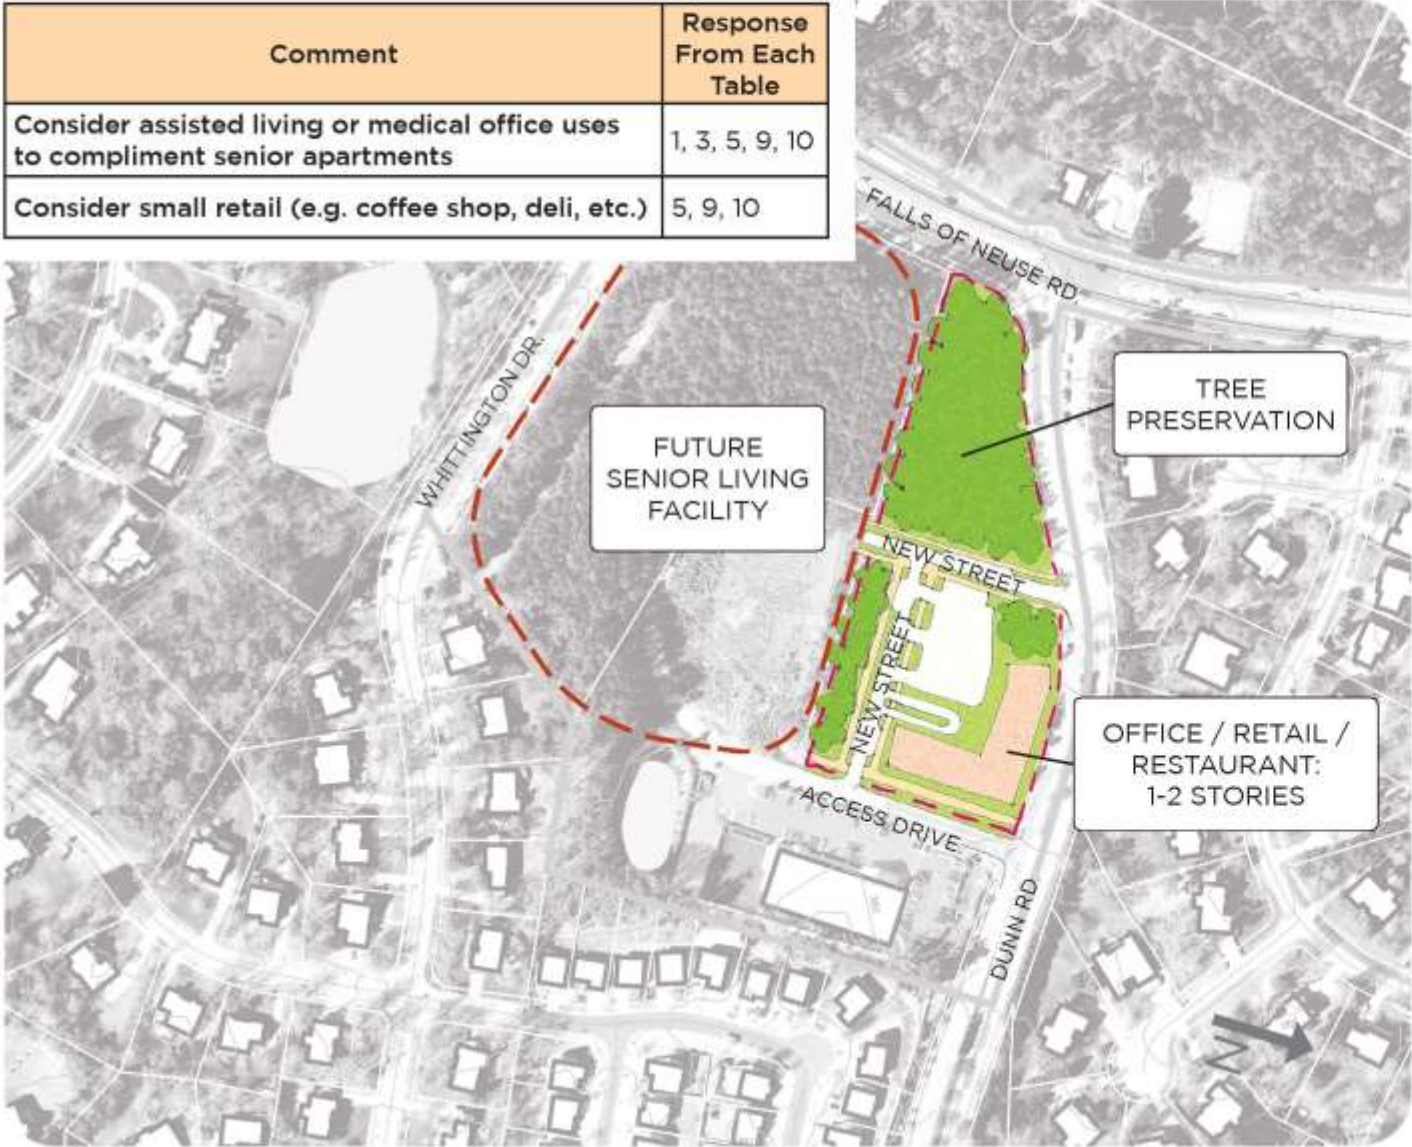 Comment
Response
From Each
Table
Consider assisted living or medical office uses
to compliment senior apartments
1, 3, 5, 9, 10
Consider small retail (e.g. coffee shop, deli, etc.)
5, 9, 10
FALLS OF NEUSE RD.
WHITTINGTON DR.
TREE
PRESERVATION
FUTURE
SENIOR LIVING
FACILITY
NEW STREET
NEW STREET
OFFICE / RETAIL /
RESTAURANT:
1-2 STORIES
ACCESS DRIVE
DUNN RD
N